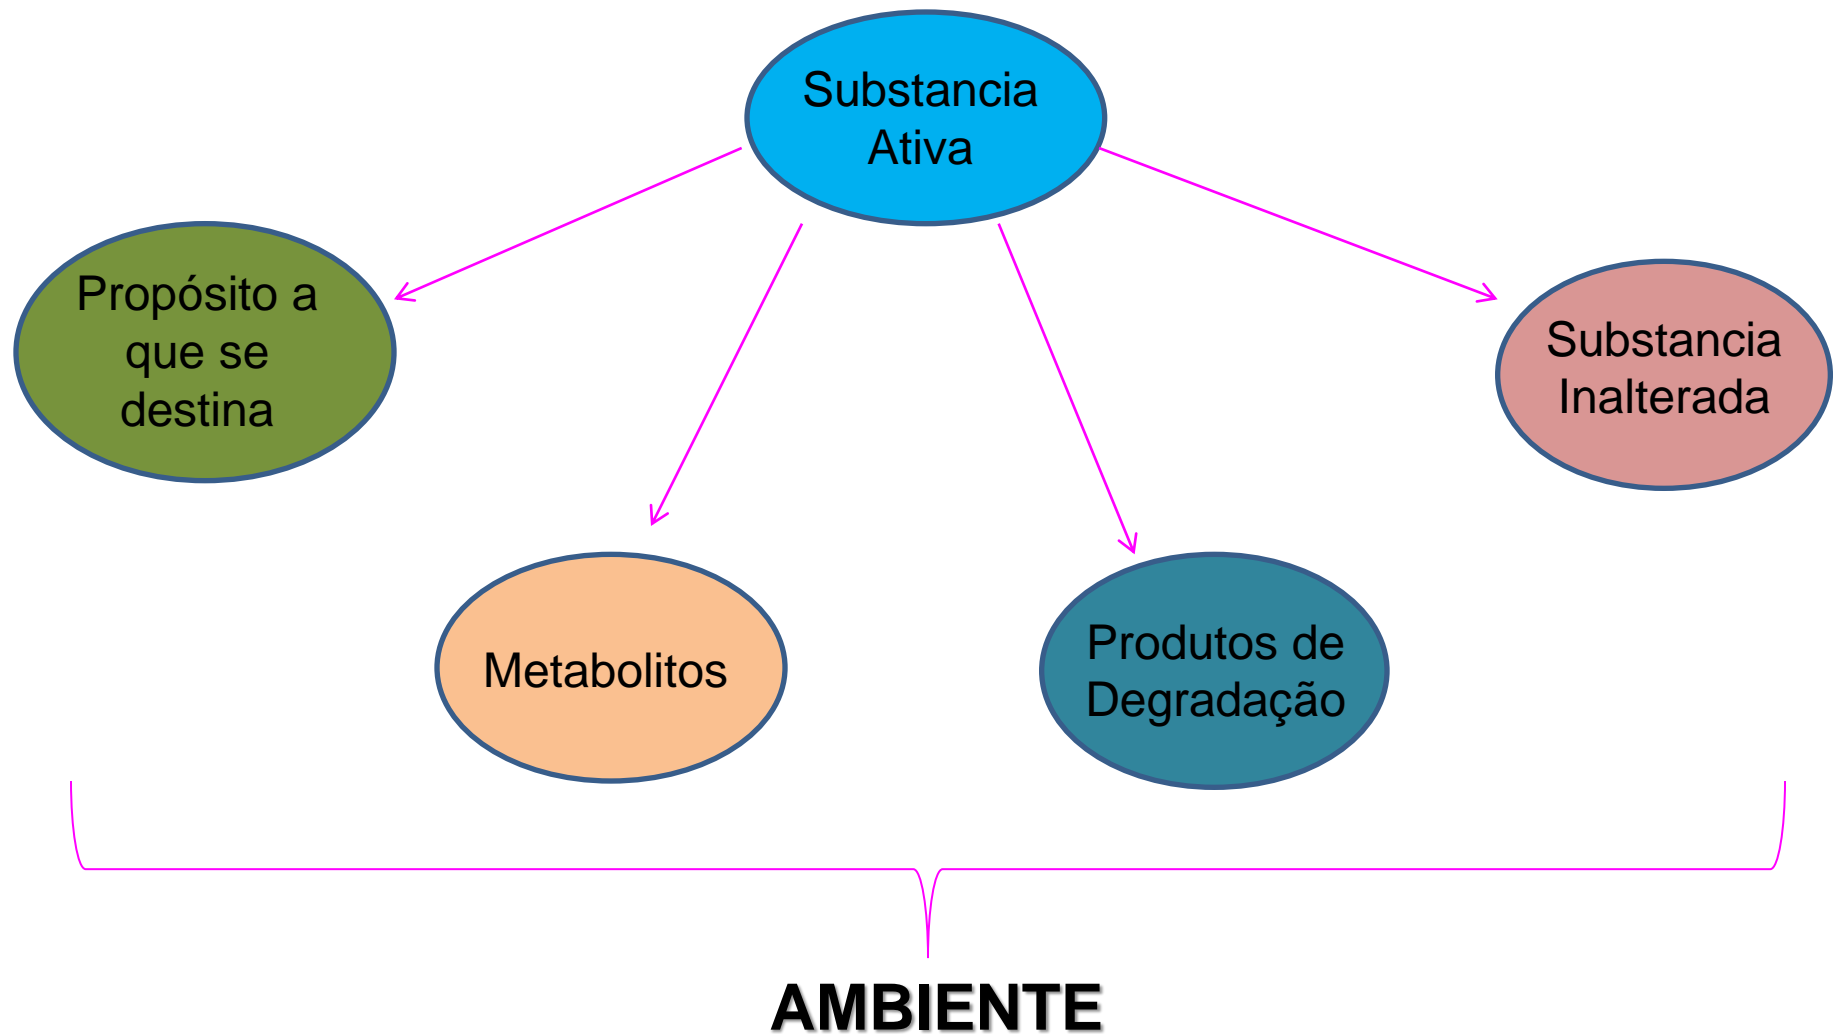 Substancia
Ativa
Propósito a
que se
destina
Substancia
Inalterada
Metabolitos
Produtos de
Degradação
AMBIENTE